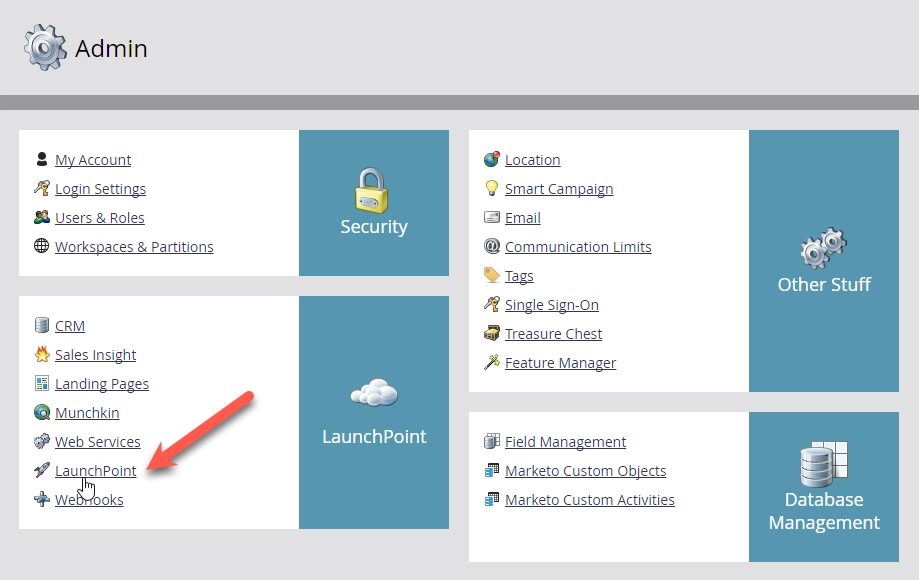 Admin
My Account
Login Settings
Users & Roles
Workspaces & Partitions
Security
CRM
Sales Insight
Landing Pages
Munchkin
Web Services
LaunchPoint
Webhooks
LaunchPoint
Location
Smart Campaign
Email
Communication Limits
Tags
Single Sign-On
Treasure Chest
Feature Manager
Other Stuff
Field Management
Marketo Custom Objects
Marketo Custom Activities
Database
Management